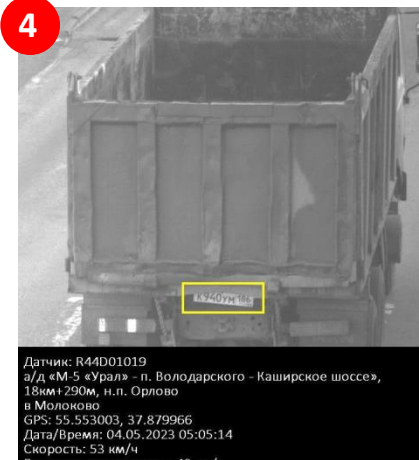 4
К940УМ 186
Датчик: R44D01019
а/д «М-5 «Урал» - п. Володарского - Каширское шоссе»,
18км+290м, н.п. Орлово
в Молоково
GPS: 55.553003, 37.879966
Дата/Время: 04.05.2023 05:05:14
Скорость: 53 км/ч